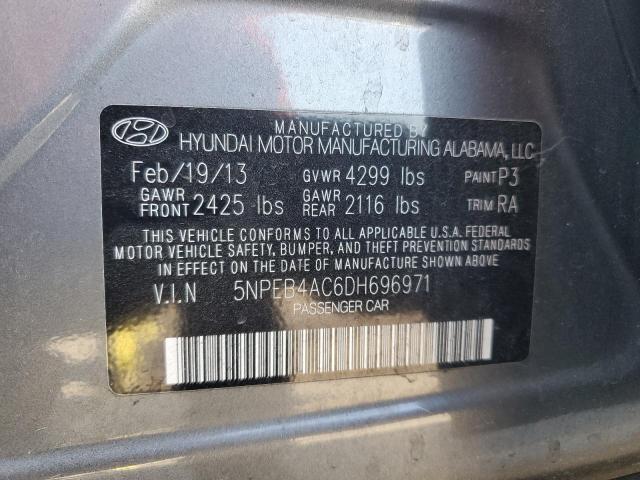 MANUFACTURED BY
HYUNDAI MOTOR MANUFACTURING ALABAMA, LLC
Feb/19/13 GVWR 4299 lbs PAINT P3
GAWR FRONT 2425 lbs GAWR REAR 2116 lbs TRIM RA
THIS VEHICLE CONFORMS TO ALL APPLICABLE U.S.A. FEDERAL
MOTOR VEHICLE SAFETY, BUMPER, AND THEFT PREVENTION STANDARDS
IN EFFECT ON THE DATE OF MANUFACTURE SHOWN ABOVE.
V.I.N 5NPEB4AC6DH696971
PASSENGER CAR